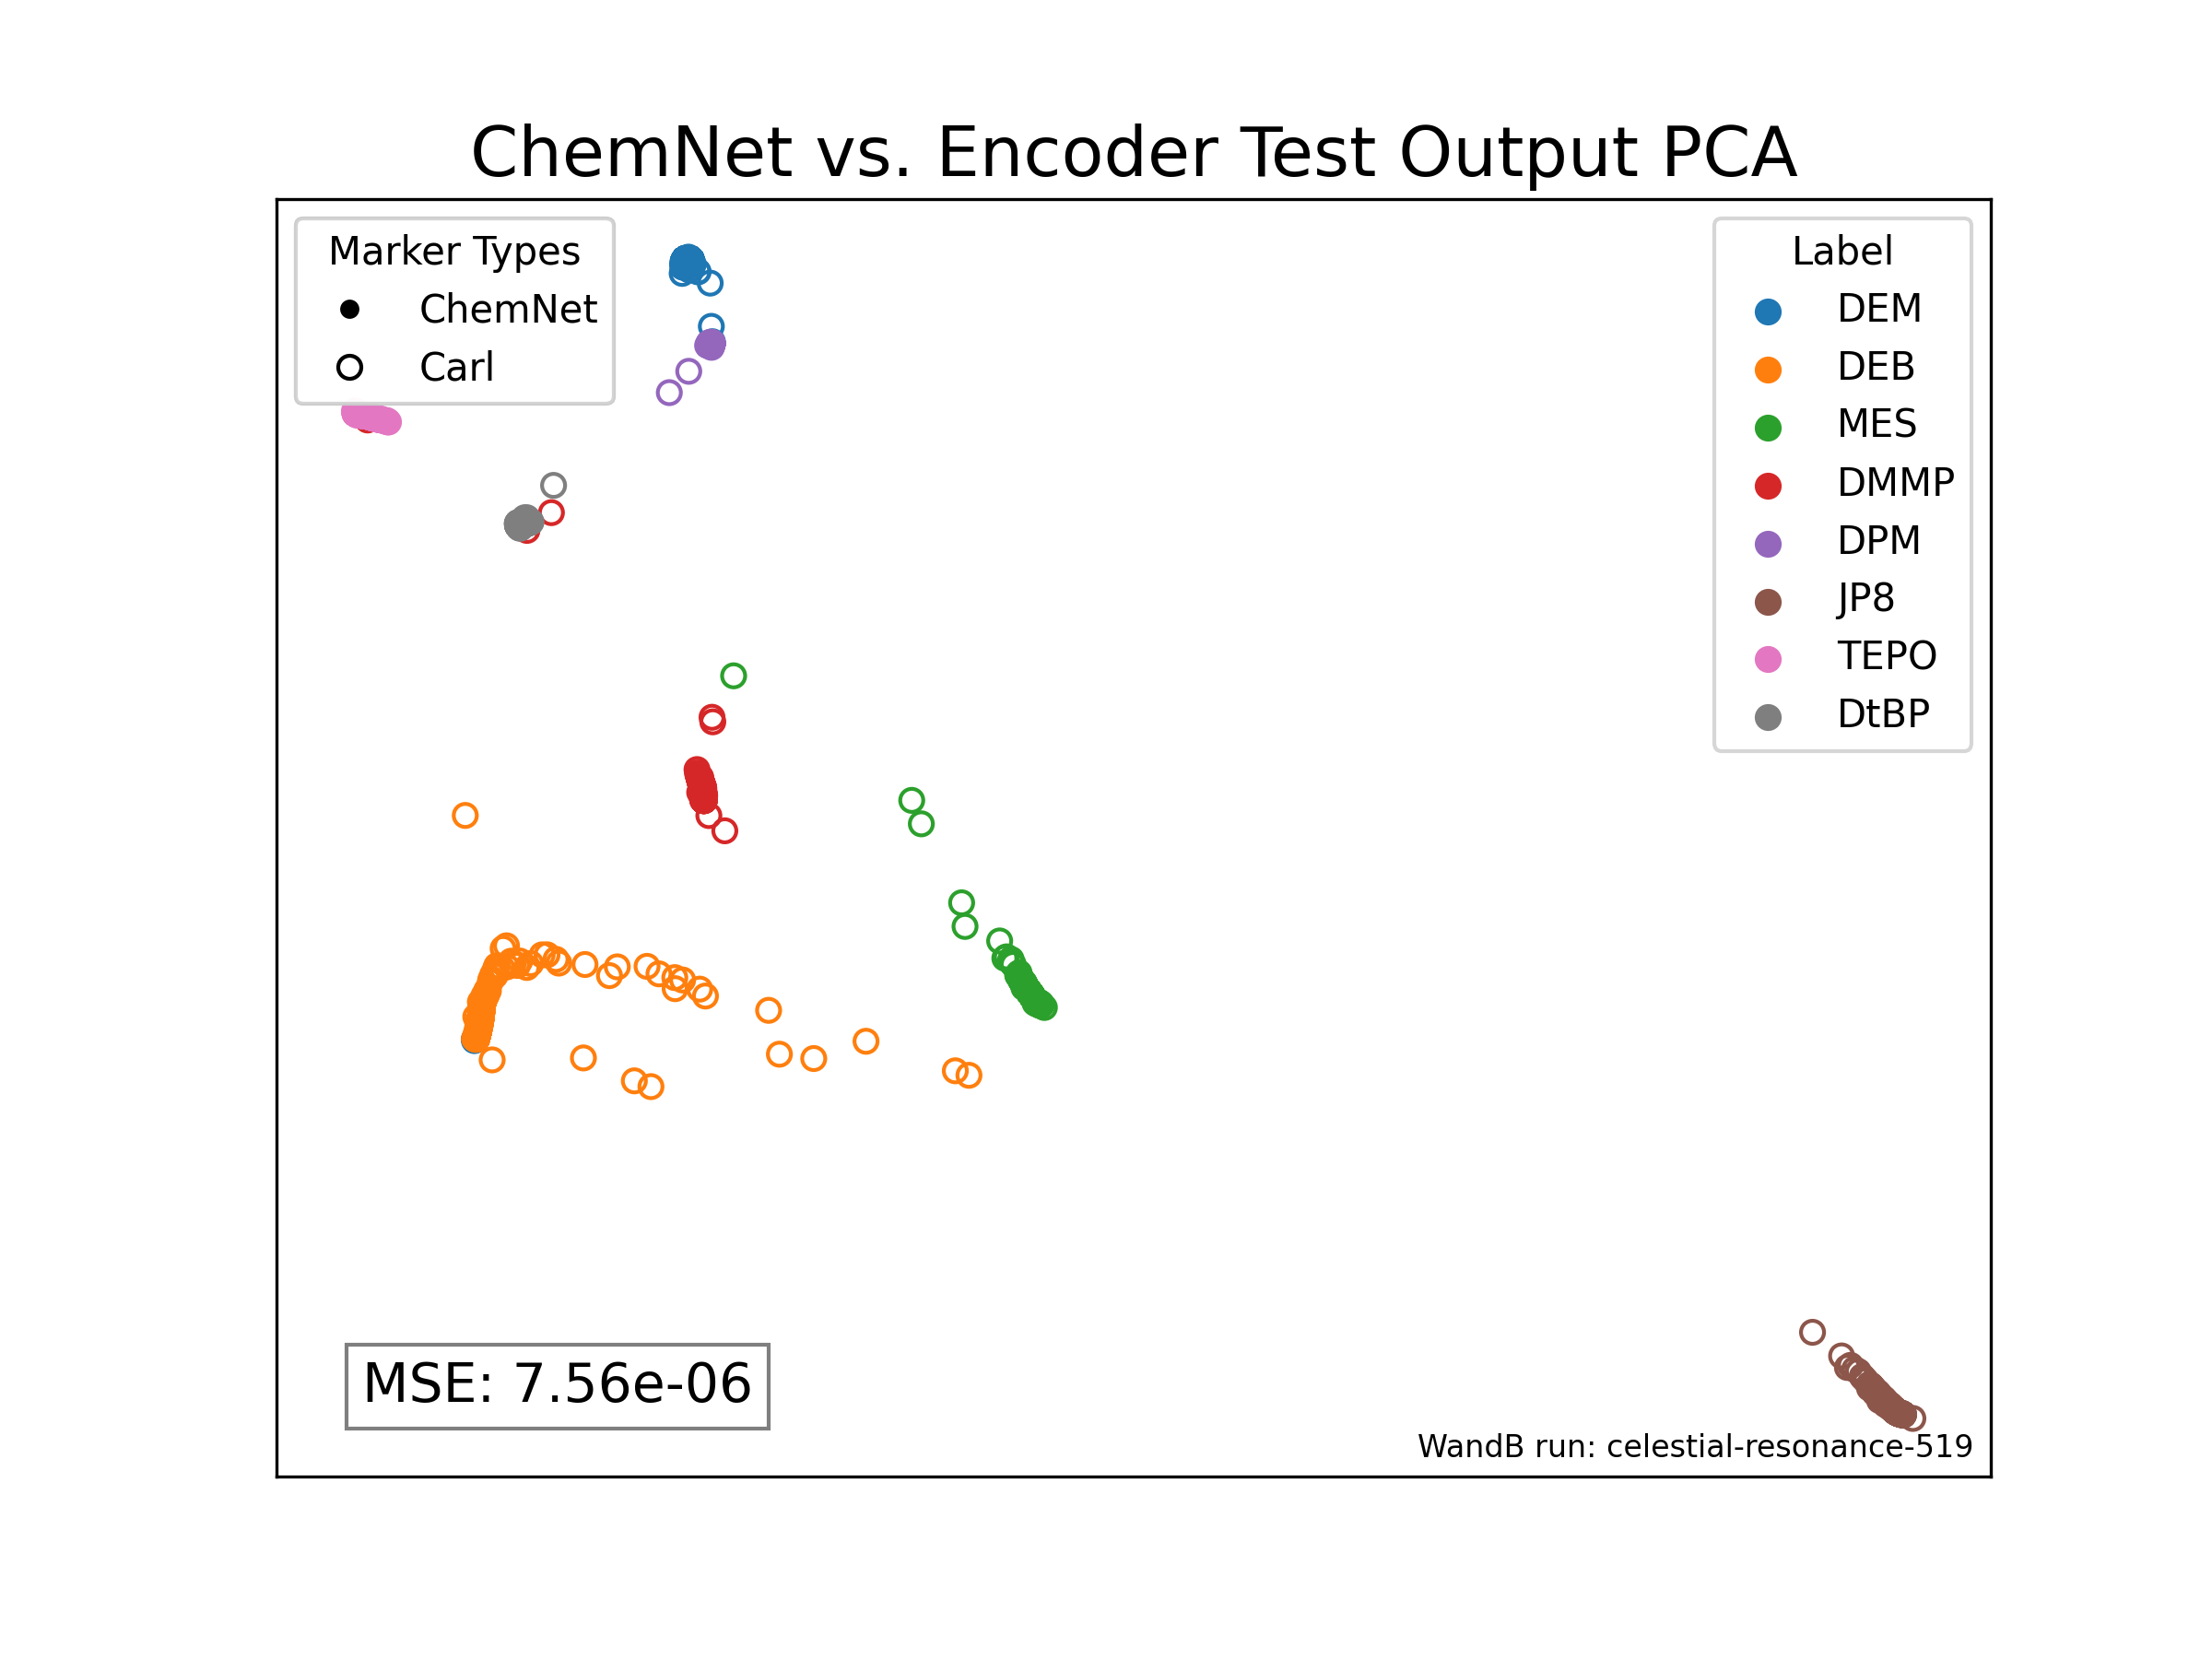 ChemNet vs. Encoder Test Output PCA
Marker Types
ChemNet
Carl
Label
DEM
DEB
MES
DMMP
DPM
JP8
TEPO
DtBP
MSE: 7.56e-06
WandB run: celestial-resonance-519